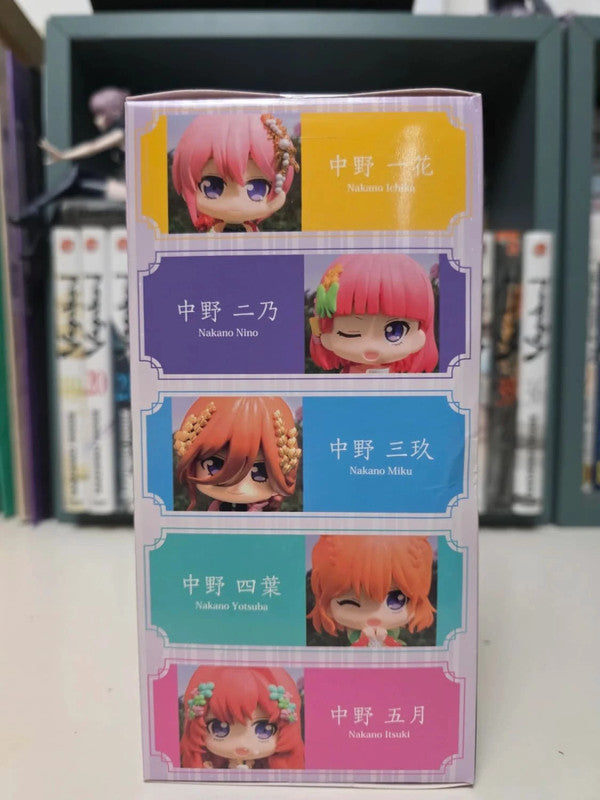 中野 一花
Nakano Ichika
中野 二乃
Nakano Nino
中野 三玖
Nakano Miku
中野 四葉
Nakano Yotsuba
中野 五月
Nakano Itsuki
20